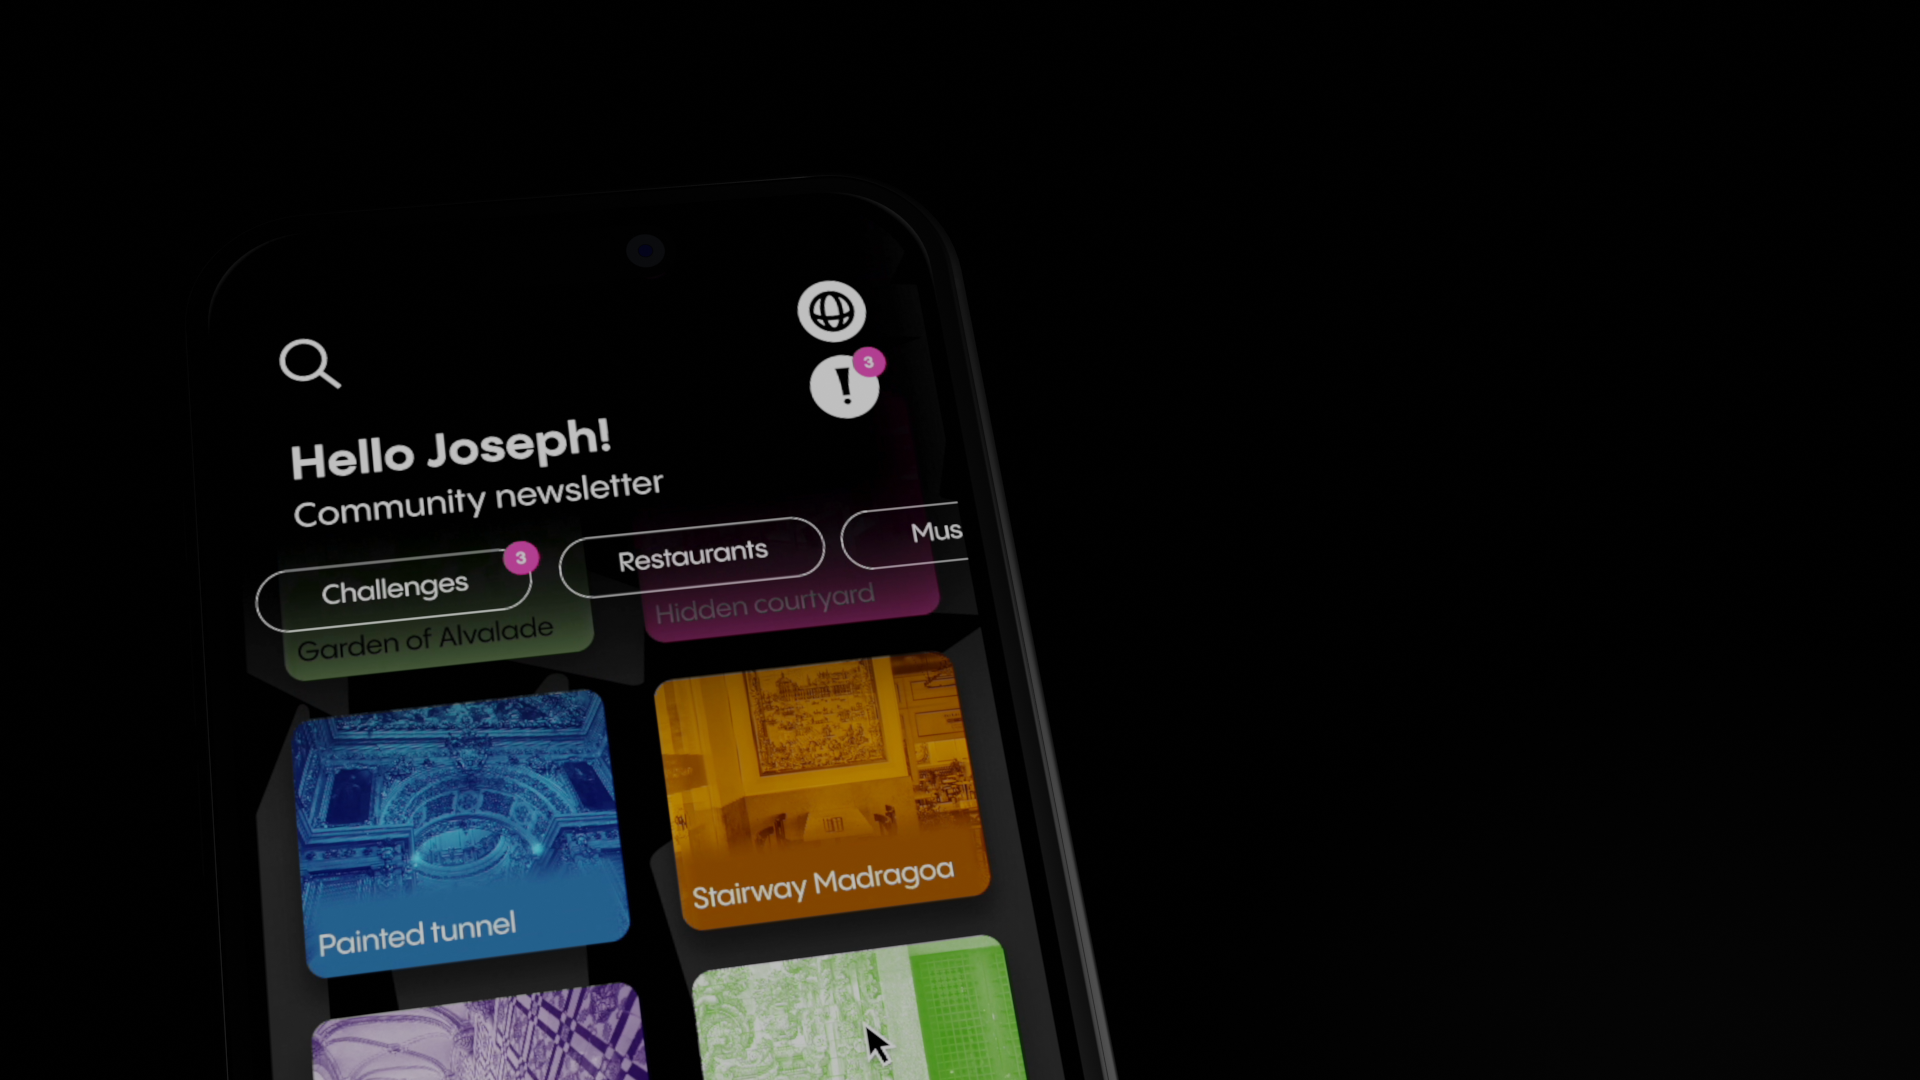 3
Hello Joseph!
Community newsletter
Challenges
3
Restaurants
Mus
Garden of Alvalade
Hidden courtyard
Painted tunnel
Stairway Madragoa